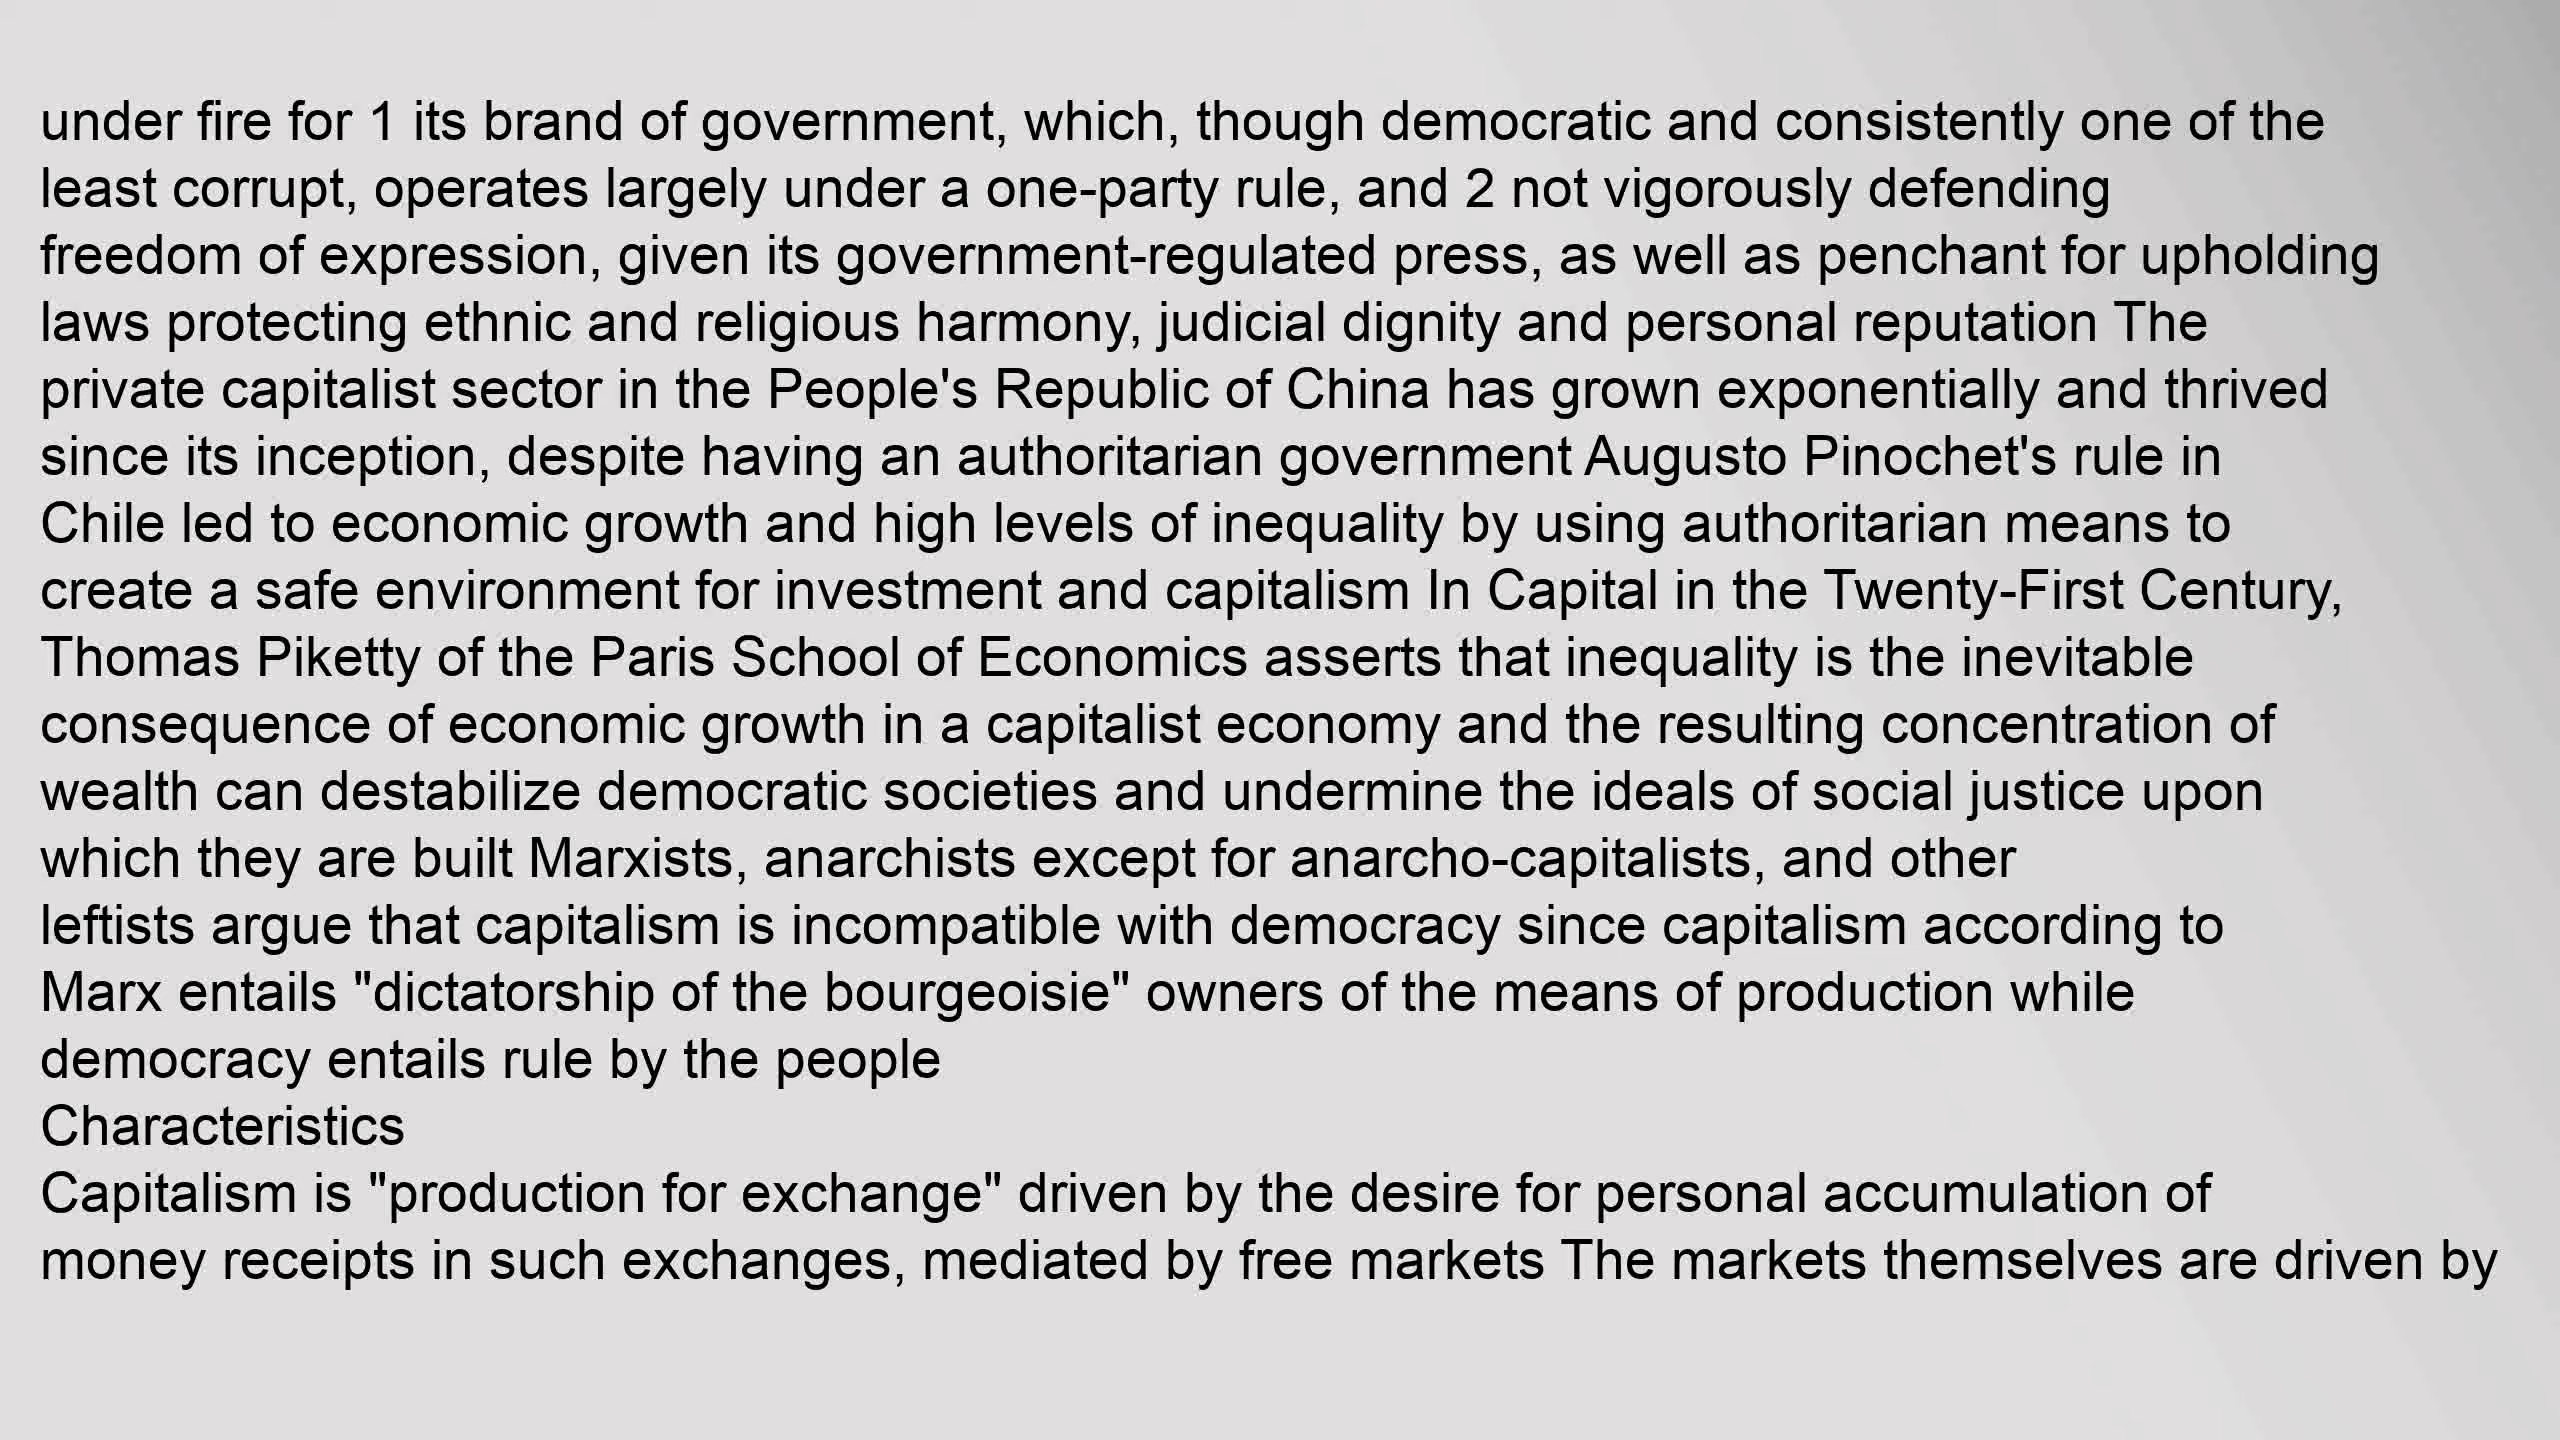 under fire for 1 its brand of government, which, though democratic and consistently one of the
least corrupt, operates largely under a one-party rule, and 2 not vigorously defending
freedom of expression, given its government-regulated press, as well as penchant for upholding
laws protecting ethnic and religious harmony, judicial dignity and personal reputation The
private capitalist sector in the People's Republic of China has grown exponentially and thrived
since its inception, despite having an authoritarian government Augusto Pinochet's rule in
Chile led to economic growth and high levels of inequality by using authoritarian means to
create a safe environment for investment and capitalism In Capital in the Twenty-First Century,
Thomas Piketty of the Paris School of Economics asserts that inequality is the inevitable
consequence of economic growth in a capitalist economy and the resulting concentration of
wealth can destabilize democratic societies and undermine the ideals of social justice upon
which they are built Marxists, anarchists except for anarcho-capitalists, and other
leftists argue that capitalism is incompatible with democracy since capitalism according to
Marx entails "dictatorship of the bourgeoisie" owners of the means of production while
democracy entails rule by the people
Characteristics
Capitalism is "production for exchange" driven by the desire for personal accumulation of
money receipts in such exchanges, mediated by free markets The markets themselves are driven by